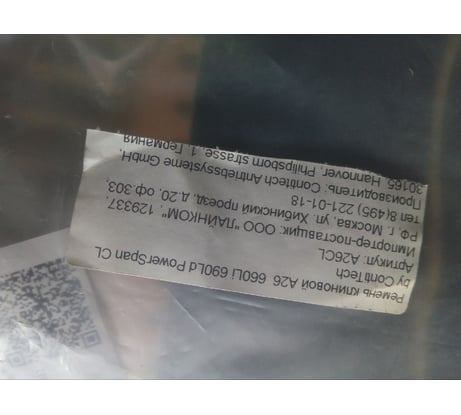 Ремень клиновой А26 660Li 690Ld PowerSpan CL
by ContiTech
Артикул: A26CL
Импортер-поставщик: ООО "ЛАЙНКОМ" 129337,
РФ, г. Москва, ул. Хибинский проезд, д.20, оф.303,
тел 8(495) 221-01-18
Производитель: Contitech Antriebssysteme GmbH,
30165, Hannover, Philipsborn strasse, 1, Германия